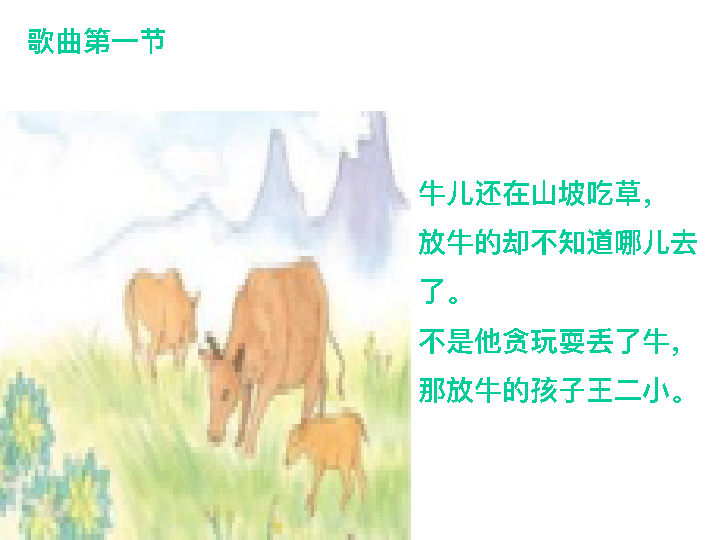 歌曲第一节
牛儿还在山坡吃草，
放牛的却不知道哪儿去
了。
不是他贪玩耍丢了牛，
那放牛的孩子王二小。